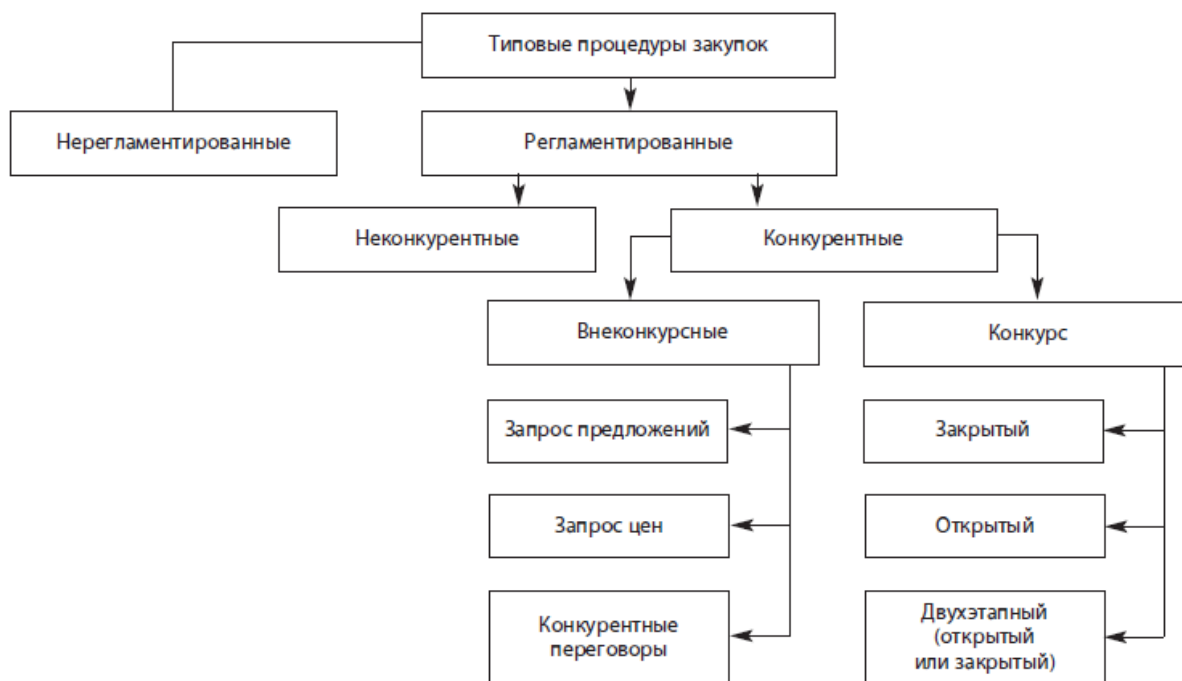 Типовые процедуры закупок
Нерегламентированные
Регламентированные
Неконкурентные
Конкурентные
Внеконкурсные
Конкурс
Запрос предложений
Закрытый
Запрос цен
Открытый
Конкурентные
переговоры
Двухэтапный
(открытый
или закрытый)